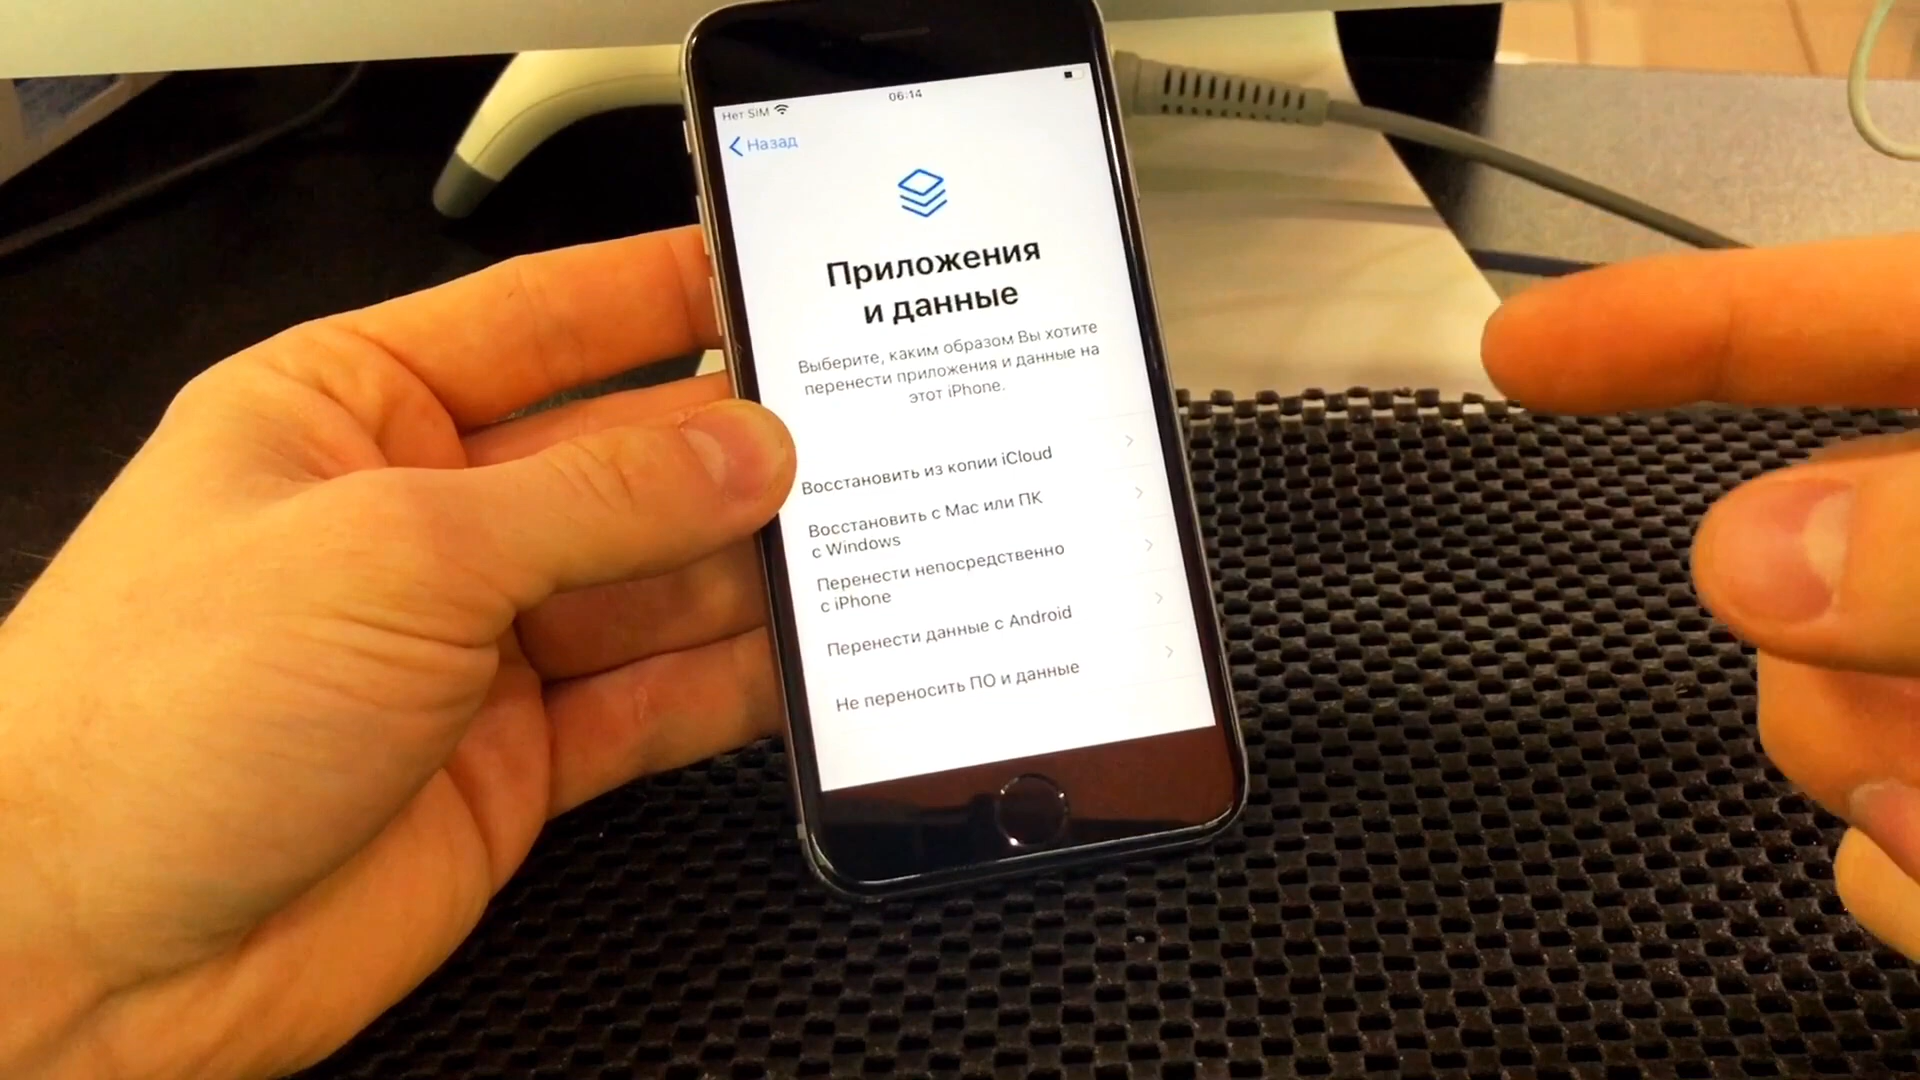 Нет SIM
06:14
Назад
Приложения
и данные
Выберите, каким образом Вы хотите
перенести приложения и данные на
этот iPhone.
Восстановить из копии iCloud
Восстановить с Mac или ПК
с Windows
Перенести непосредственно
с iPhone
Перенести данные с Android
Не переносить ПО и данные